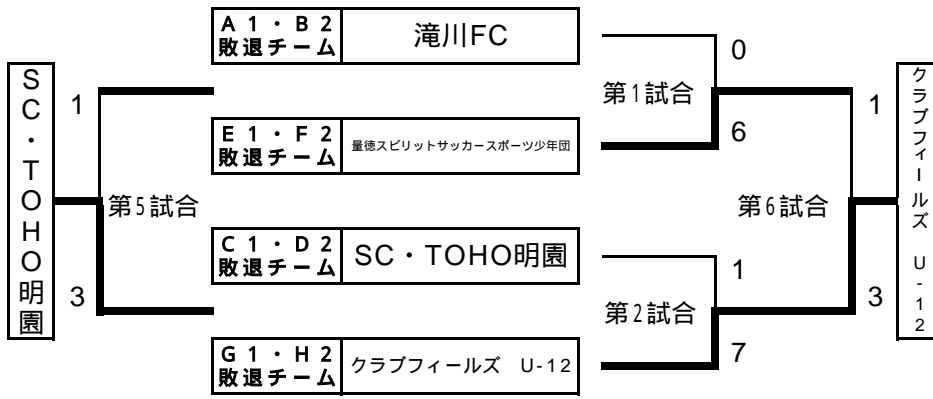 A1・B2
敗退チーム
滝川FC
0
第1試合
6
E1・F2
敗退チーム
量徳スピリットサッカースポーツ少年団
SC・TOHO明園
1
第5試合
3
第6試合
1
3
クラブフィールズ U-12
C1・D2
敗退チーム
SC・TOHO明園
1
第2試合
7
G1・H2
敗退チーム
クラブフィールズ U-12